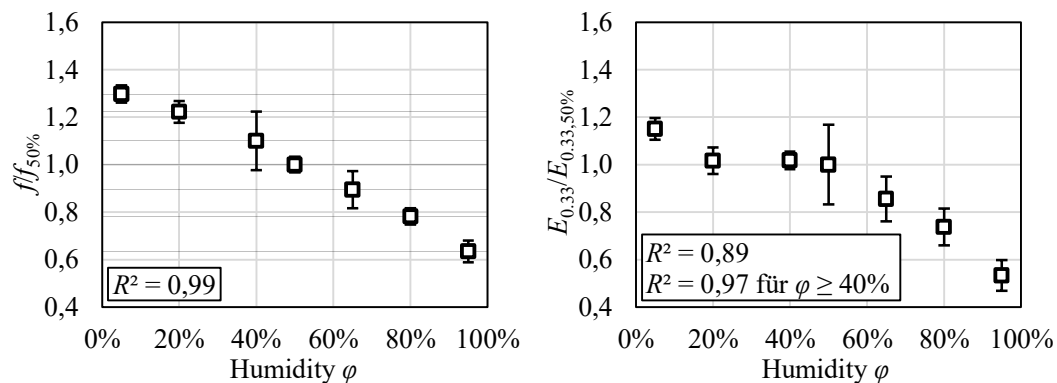 f/f50%
1,6
1,4
1,2
1,0
0,8
0,6
0,4
R² = 0,99
0% 20% 40% 60% 80% 100%
Humidity φ
E0.33/E0.33,50%
1,6
1,4
1,2
1,0
0,8
0,6
0,4
R² = 0,89
R² = 0,97 für φ ≥ 40%
0% 20% 40% 60% 80% 100%
Humidity φ